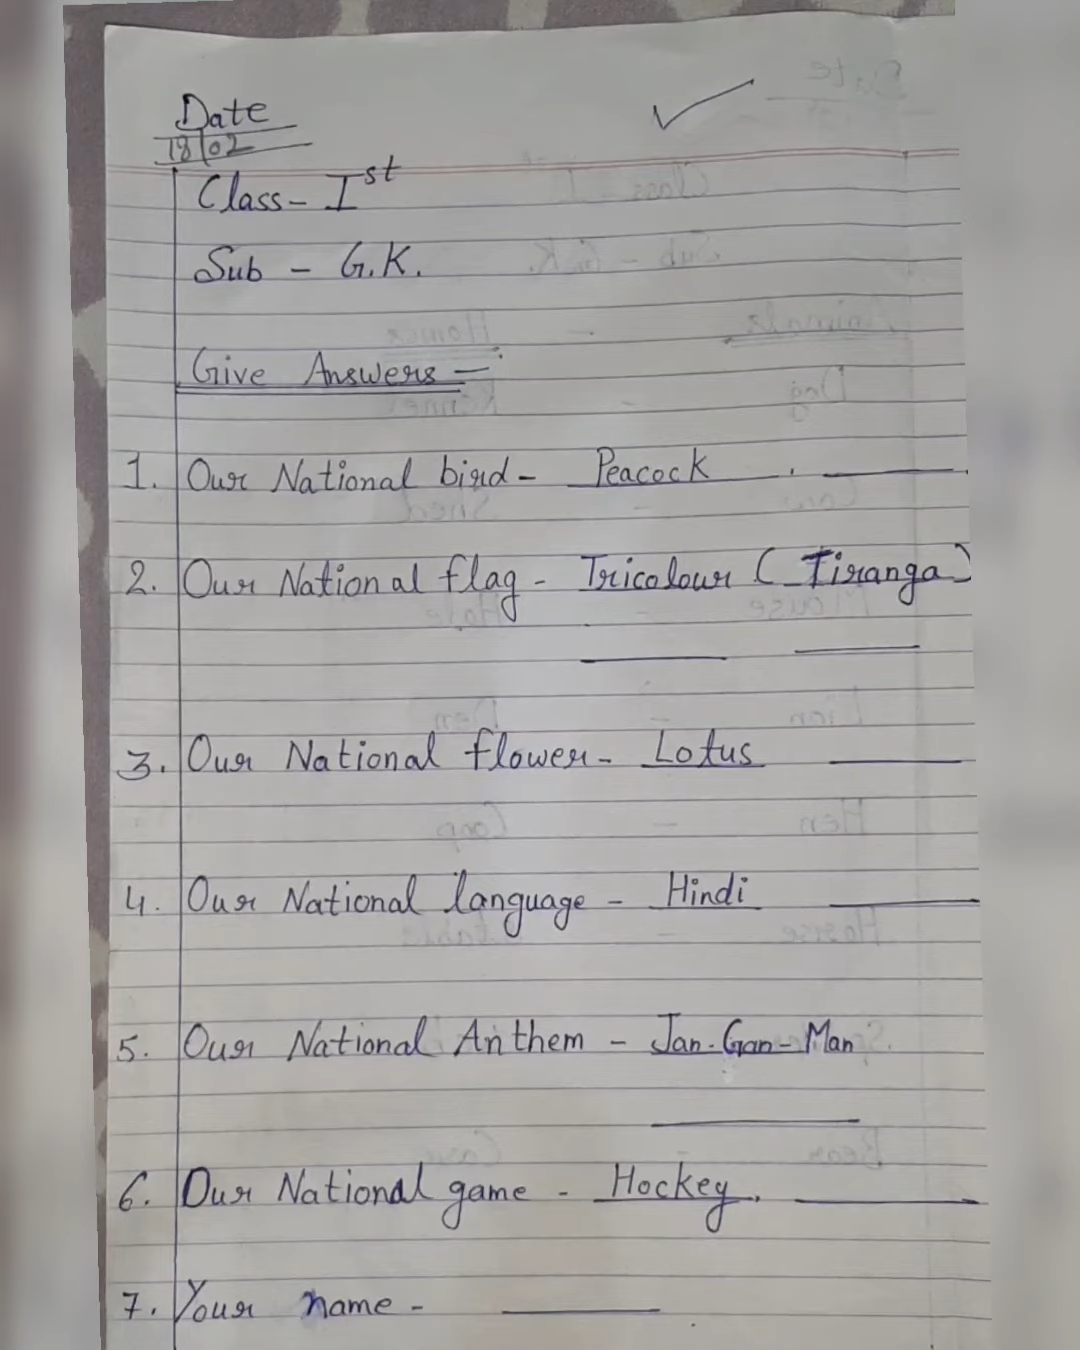 Date
18/02
Class- Ist
Sub - G.K.
Give Answers -
1. Our National bird - Peacock .
2. Our National flag - Tricolour ( Tiranga )
3. Our National flower - Lotus
4. Our National language - Hindi
5. Our National Anthem - Jan-Gan-Man
6. Our National game - Hockey.
7. Your name -